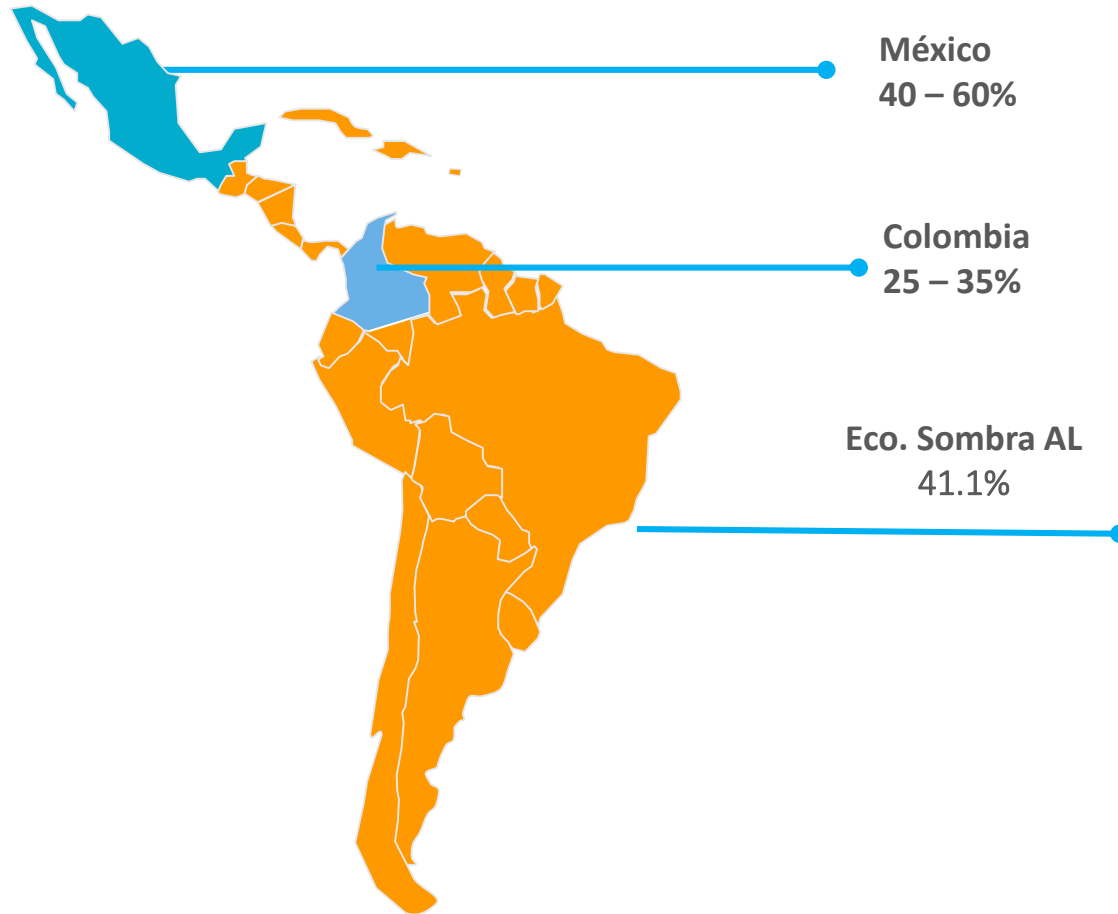 México
40 – 60%
Colombia
25 – 35%
Eco. Sombra AL
41.1%